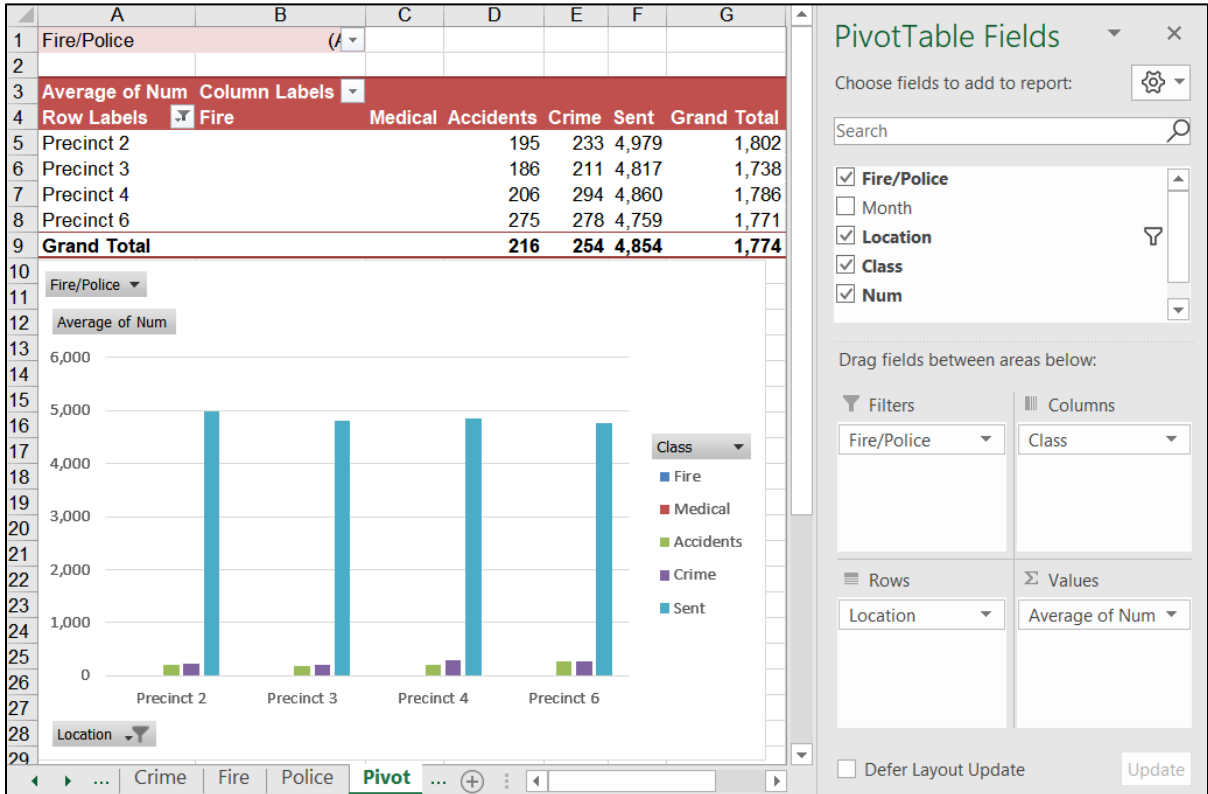 A B C D E F G
1 Fire/Police (A
2
3 Average of Num Column Labels
4 Row Labels Fire Medical Accidents Crime Sent Grand Total
5 Precinct 2 195 233 4,979 1,802
6 Precinct 3 186 211 4,817 1,738
7 Precinct 4 206 294 4,860 1,786
8 Precinct 6 275 278 4,759 1,771
9 Grand Total 216 254 4,854 1,774
10
11
12
13
14
15
16
17
18
19
20
21
22
23
24
25
26
27
28
29
Fire/Police
Average of Num
6,000
5,000
4,000
3,000
2,000
1,000
0
Precinct 2 Precinct 3 Precinct 4 Precinct 6
Location
Class
Fire
Medical
Accidents
Crime
Sent
... Crime Fire Police Pivot ...
PivotTable Fields
Choose fields to add to report:
Search
Fire/Police
Month
Location
Class
Num
Drag fields between areas below:
Filters
Fire/Police
Columns
Class
Rows
Location
Σ Values
Average of Num
Defer Layout Update
Update